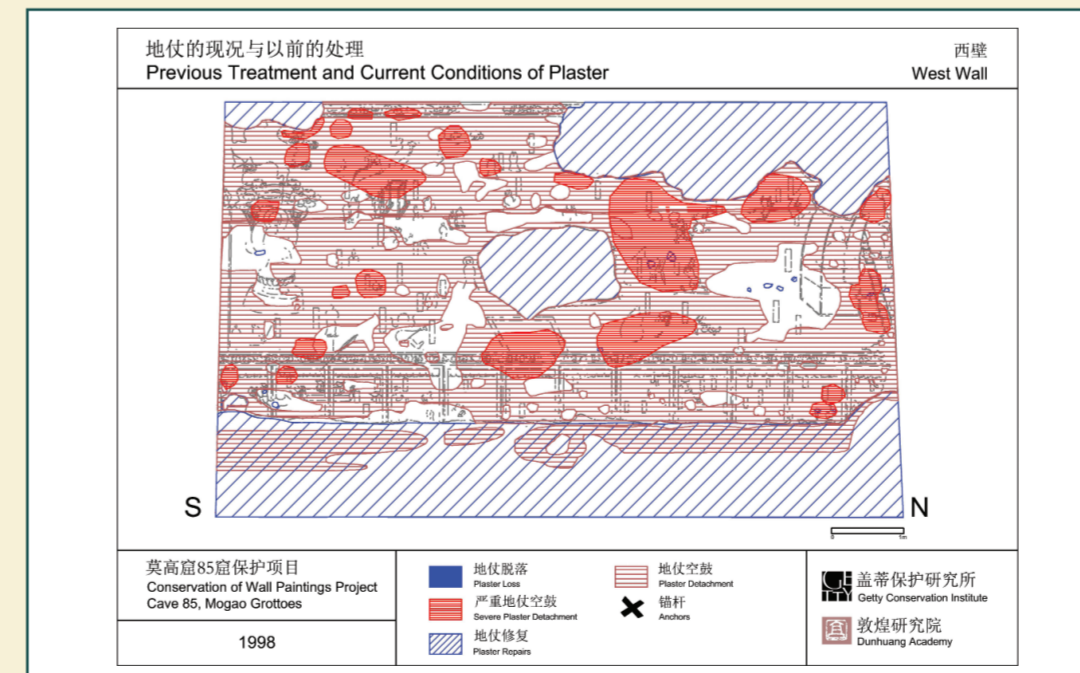 地仗的现况与以前的处理
Previous Treatment and Current Conditions of Plaster
西壁
West Wall
S
N
0
1m
莫高窟85窟保护项目
Conservation of Wall Paintings Project
Cave 85, Mogao Grottoes
1998
地仗脱落
Plaster Loss
严重地仗空鼓
Severe Plaster Detachment
地仗修复
Plaster Repairs
地仗空鼓
Plaster Detachment
锚杆
Anchors
盖蒂保护研究所
Getty Conservation Institute
敦煌研究院
Dunhuang Academy